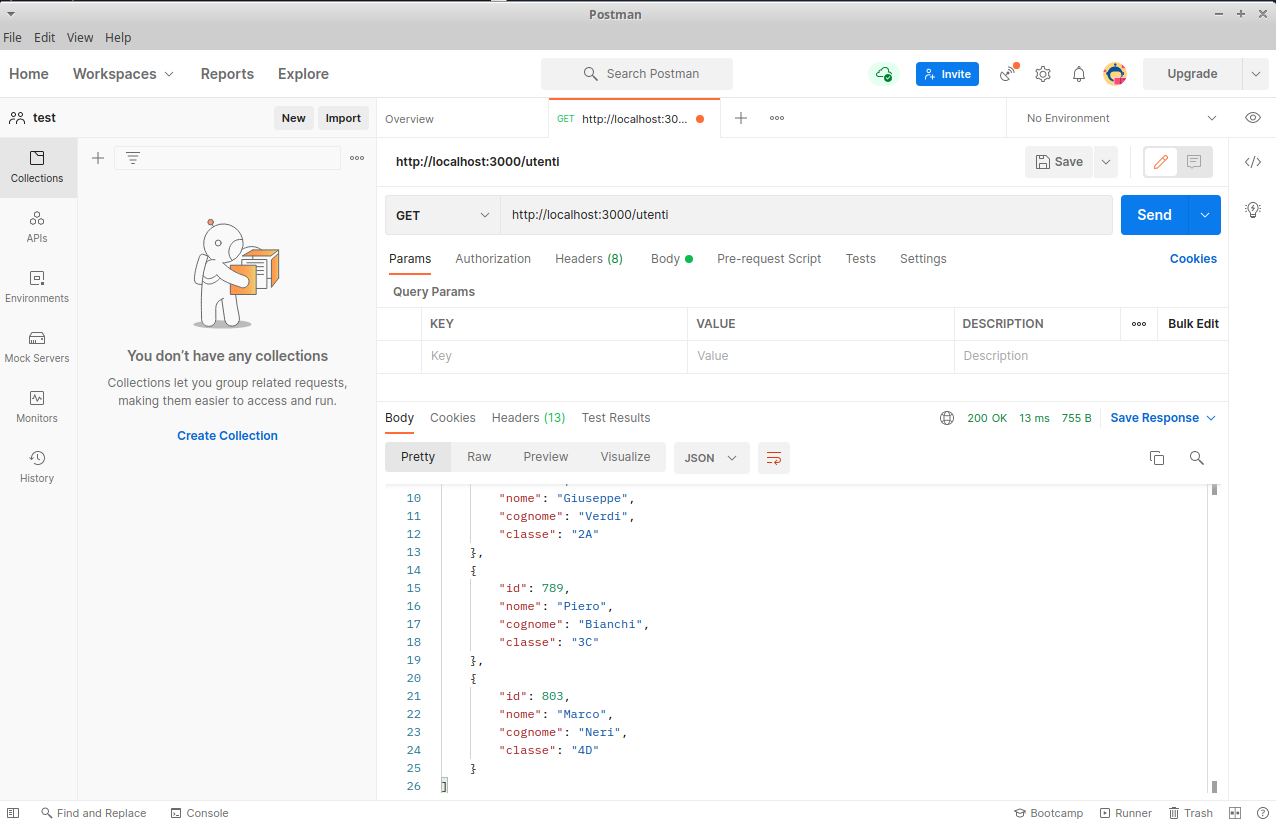 Postman
File Edit View Help
Home Workspaces Reports Explore Search Postman Invite Upgrade
test New Import Overview GET http://localhost:30... No Environment
Collections
APIs
Environments
Mock Servers
Monitors
History
You don't have any collections
Collections let you group related requests,
making them easier to access and run.
Create Collection
http://localhost:3000/utenti Save
GET http://localhost:3000/utenti Send
Params Authorization Headers (8) Body Pre-request Script Tests Settings Cookies
Query Params
KEY VALUE DESCRIPTION Bulk Edit
Key Value Description
Body Cookies Headers (13) Test Results 200 OK 13 ms 755 B Save Response
Pretty Raw Preview Visualize JSON
10 "nome": "Giuseppe",
11 "cognome": "Verdi",
12 "classe": "2A"
13 },
14 {
15 "id": 789,
16 "nome": "Piero",
17 "cognome": "Bianchi",
18 "classe": "3C"
19 },
20 {
21 "id": 803,
22 "nome": "Marco",
23 "cognome": "Neri",
24 "classe": "4D"
25 }
26 ]
Find and Replace Console Bootcamp Runner Trash